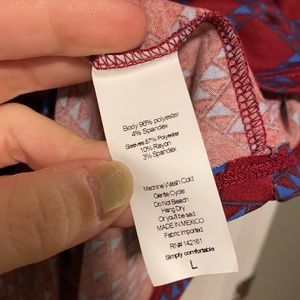 Body 96% polyester
4% Spandex
Sleeves 87% Polyester
10% Rayon
3% Spandex
Machine Wash Cold
Gentle Cycle
Do Not Bleach
Hang Dry
Or you'll be sad
MADE IN MEXICO
Fabric Imported
RN# 142161
Simply comfortable
L